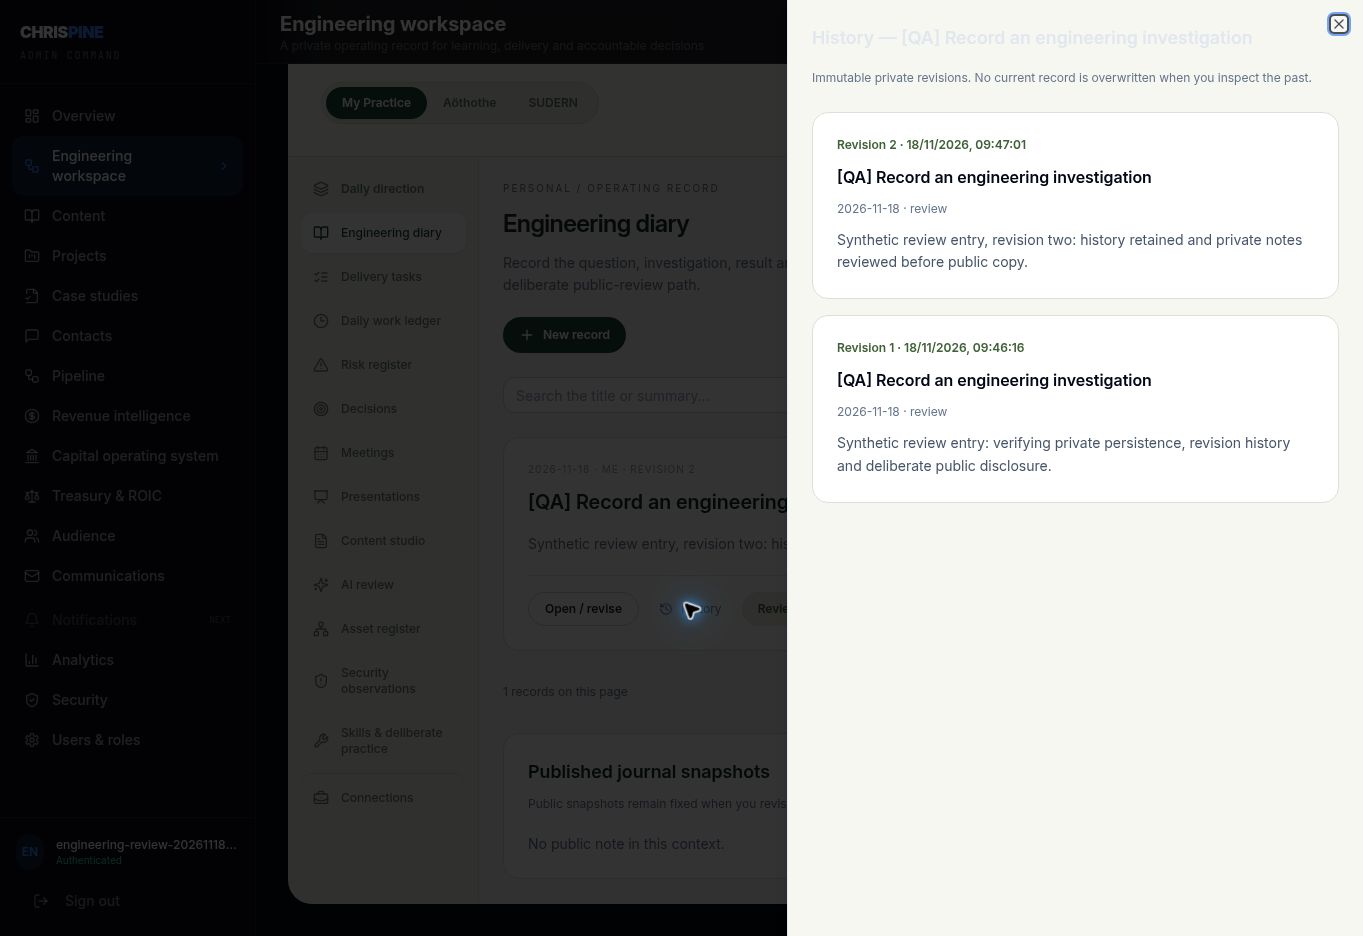 CHRISPINE
ADMIN COMMAND
Overview
Engineering
workspace
Content
Projects
Case studies
Contacts
Pipeline
Revenue intelligence
Capital operating system
Treasury & ROIC
Audience
Communications
Notifications
NEXT
Analytics
Security
Users & roles
EN
engineering-review-20261118...
Authenticated
Sign out
Engineering workspace
A private operating record for learning, delivery and accountable decisions
My Practice
Aöthothe
SUDERN
Daily direction
Engineering diary
Delivery tasks
Daily work ledger
Risk register
Decisions
Meetings
Presentations
Content studio
AI review
Asset register
Security
observations
Skills & deliberate
practice
Connections
PERSONAL / OPERATING RECORD
Engineering diary
Record the question, investigation, result
deliberate public-review path.
New record
Search the title or summary...
2026-11-18 · ME · REVISION 2
[QA] Record an engineering
Synthetic review entry, revision two: his
Open / revise
1 records on this page
Published journal snapshots
Public snapshots remain fixed when you revis
No public note in this context.
History — [QA] Record an engineering investigation
Immutable private revisions. No current record is overwritten when you inspect the past.
Revision 2 · 18/11/2026, 09:47:01
[QA] Record an engineering investigation
2026-11-18 · review
Synthetic review entry, revision two: history retained and private notes
reviewed before public copy.
Revision 1 · 18/11/2026, 09:46:16
[QA] Record an engineering investigation
2026-11-18 · review
Synthetic review entry: verifying private persistence, revision history
and deliberate public disclosure.